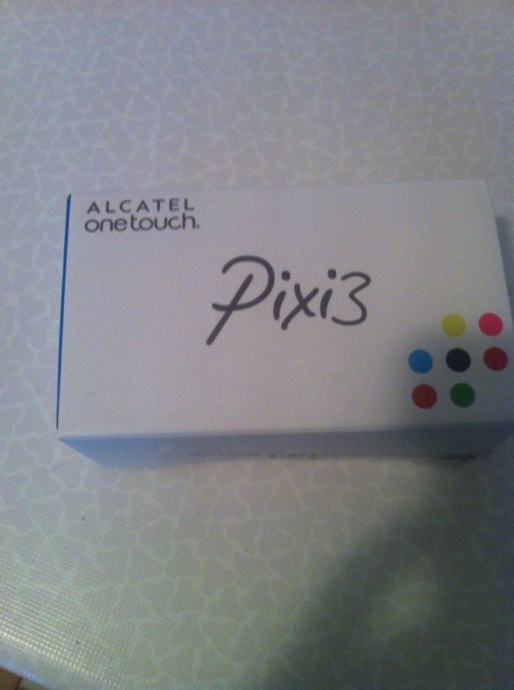 ALCATEL
onetouch.
Pixi3